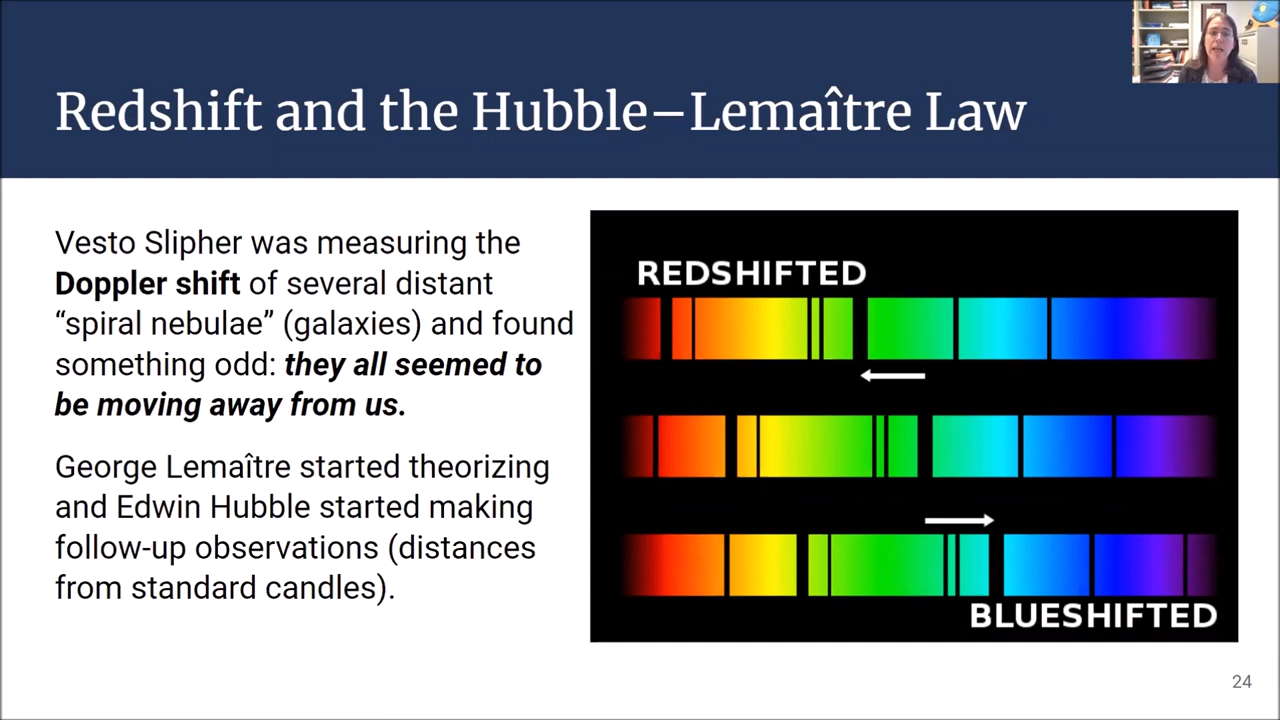 Redshift and the Hubble–Lemaître Law
Vesto Slipher was measuring the
Doppler shift of several distant
“spiral nebulae” (galaxies) and found
something odd: they all seemed to
be moving away from us.
George Lemaître started theorizing
and Edwin Hubble started making
follow-up observations (distances
from standard candles).
REDSHIFTED
BLUESHIFTED
24